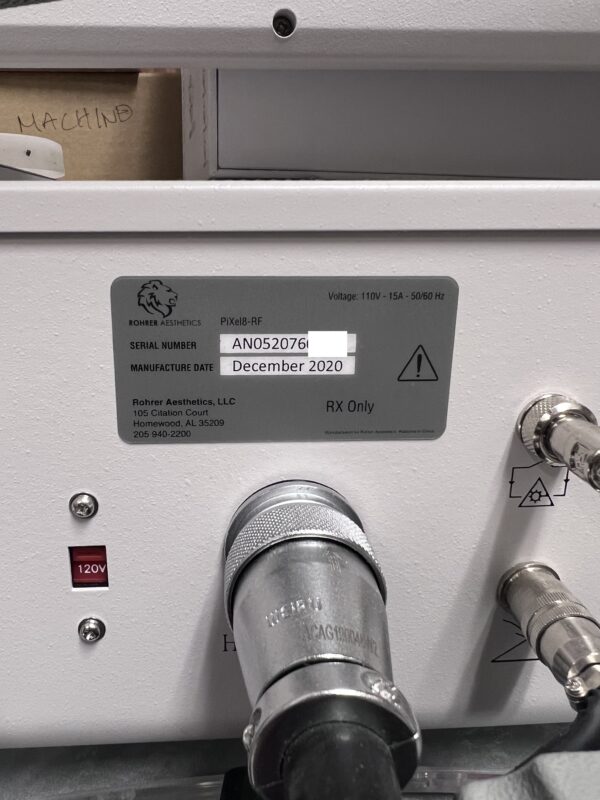 MACHINE
Voltage: 110V - 15A - 50/60 Hz
ROHRER AESTHETICS
PiXel8-RF
SERIAL NUMBER AN052076
MANUFACTURE DATE December 2020
Rohrer Aesthetics, LLC
105 Citation Court
Homewood, AL 35209
205-940-2200
RX Only
120V
H